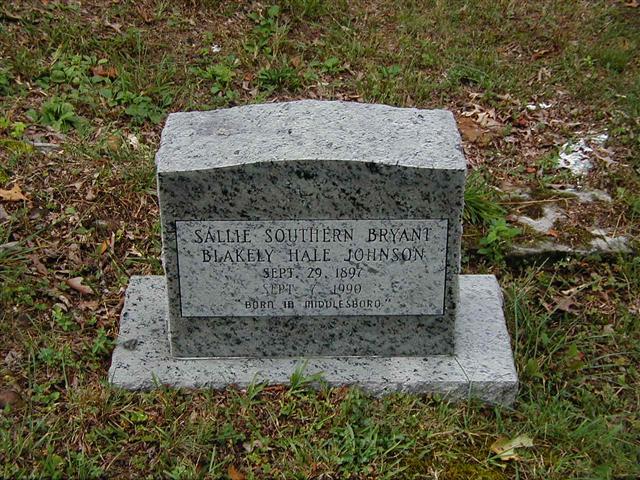 SALLIE SOUTHERN BRYANT
BLAKELY HALE JOHNSON
SEPT. 29, 1897
SEPT. 7, 1990
"BORN IN MIDDLESBORO"